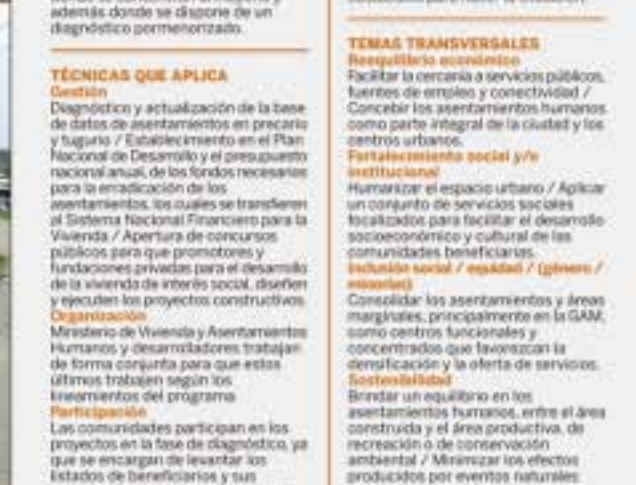 además donde se dispone de un
diagnóstico pormenorizado.
TÉCNICAS QUE APLICA
Gestión
Diagnóstico y actualización de la base
de datos de asentamientos en precario
y tugurio / Establecimiento en el Plan
Nacional de Desarrollo y el presupuesto
nacional anual, de los fondos necesarios
para la erradicación de los
asentamientos, los cuales se transfieren
al Sistema Nacional Financiero para la
Vivienda / Apertura de concursos
públicos para que promotores y
fundaciones privadas para el desarrollo
de la vivienda de interés social, diseñen
y ejecuten los proyectos constructivos.
Organización
Ministerio de Vivienda y Asentamientos
Humanos y desarrolladores trabajan
de forma conjunta para que estos
últimos trabajen según los
lineamientos del programa.
Participación
Las comunidades participan en los
proyectos en la fase de diagnóstico, ya
que se encargan de levantar los
listados de beneficiarios y sus
TEMAS TRANSVERSALES
Reequilibrio económico
Facilitar la cercanía a servicios públicos,
fuentes de empleo y conectividad /
Concebir los asentamientos humanos
como parte integral de la ciudad y los
centros urbanos.
Fortalecimiento social y/o
institucional
Humanizar el espacio urbano / Aplicar
un conjunto de servicios sociales
focalizados para facilitar el desarrollo
socioeconómico y cultural de las
comunidades beneficiarias.
Inclusión social / equidad / (género /
minorías)
Consolidar los asentamientos y áreas
marginales, principalmente en la GAM,
como centros funcionales y
concentrados que favorezcan la
densificación y la oferta de servicios.
Sostenibilidad
Brindar un equilibrio en los
asentamientos humanos, entre el área
construida y el área productiva, de
recreación o de conservación
ambiental / Minimizar los efectos
producidos por eventos naturales